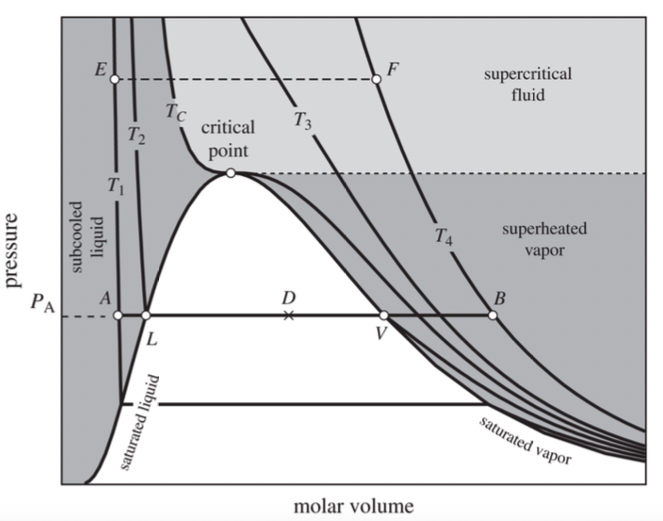 E
F
supercritical
fluid
T_C
T_3
critical
point
T_2
T_1
subcooled
liquid
T_4
superheated
vapor
pressure
P_A
A
D
B
L
V
saturated liquid
saturated vapor
molar volume